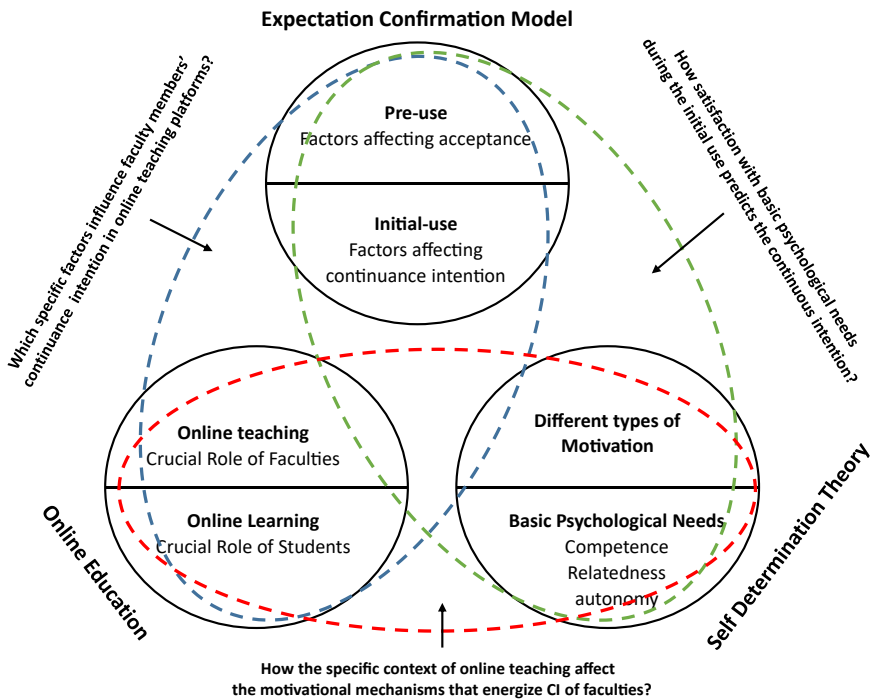 Expectation Confirmation Model
Which specific factors influence faculty members'
continuance intention in online teaching platforms?
How satisfaction with basic psychological needs
during the initial use predicts the continuous intention?
Pre-use
Factors affecting acceptance
Initial-use
Factors affecting
continuance intention
Online teaching
Crucial Role of Faculties
Online Learning
Crucial Role of Students
Different types of
Motivation
Basic Psychological Needs
Competence
Relatedness
autonomy
Online Education
Self Determination Theory
How the specific context of online teaching affect
the motivational mechanisms that energize CI of faculties?